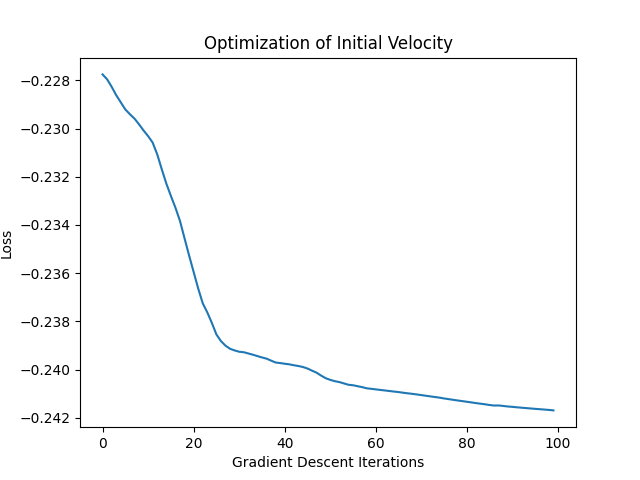 Optimization of Initial Velocity
−0.228
−0.230
−0.232
−0.234
−0.236
−0.238
−0.240
−0.242
Loss
0 20 40 60 80 100
Gradient Descent Iterations